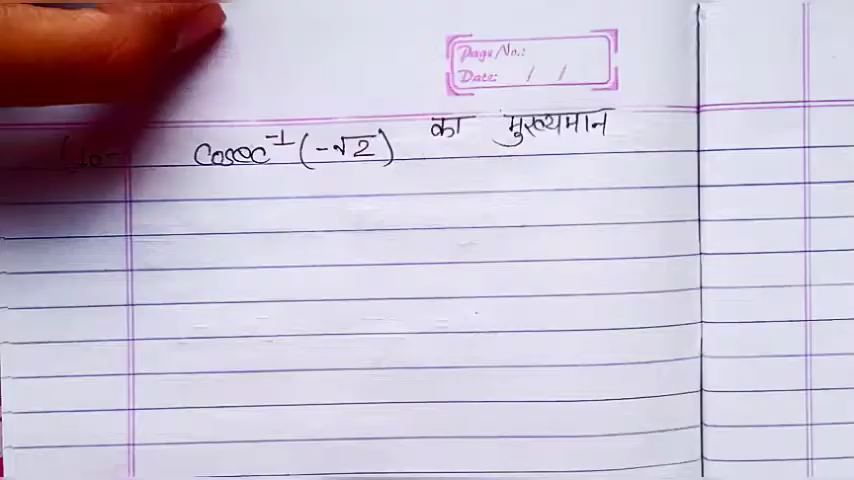 Page No.:
Date: / /
cosec⁻¹(-√2) का मुख्यमान